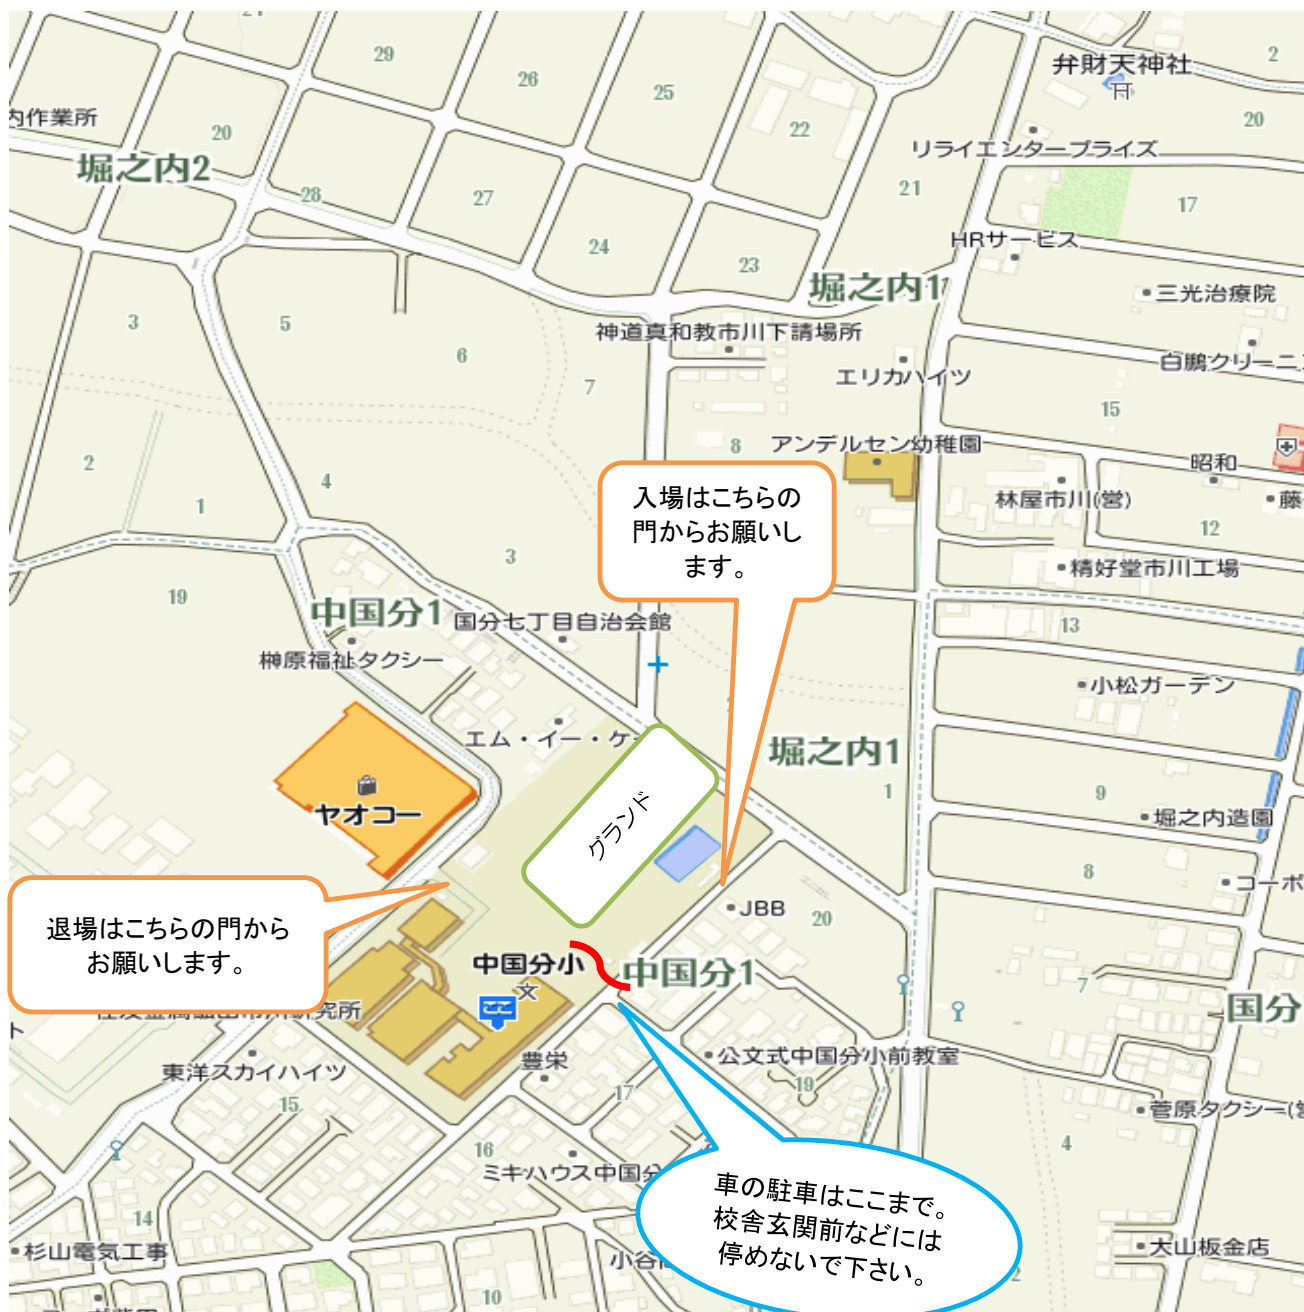 29
26
25
2
弁財天神社
内作業所
20
22
20
リライエンタープライズ
堀之内2
28
27
21
17
24
23
HRサービス
堀之内1
三光治療院
3
5
6
神道真和教市川下請場所
白鵬クリーニ
7
エリカハイツ
15
8
アンデルセン幼稚園
2
昭和
4
入場はこちらの
門からお願いし
ます。
林屋市川(営)
藤
1
12
3
精好堂市川工場
19
中国分1
国分七丁目自治会館
13
榊原福祉タクシー
小松ガーデン
エム・イー・ケー
堀之内1
1
9
ヤオコー
グランド
堀之内造園
8
コーポ
退場はこちらの門から
お願いします。
JBB
20
中国分小
文
中国分1
7
国分
究所
ト
東洋スカイハイツ
豊栄
公文式中国分小前教室
19
17
15
菅原タクシー(営
4
16
ミキハウス中国分
車の駐車はここまで。
校舎玄関前などには
停めないで下さい。
14
杉山電気工事
小谷
大山板金店
2
10